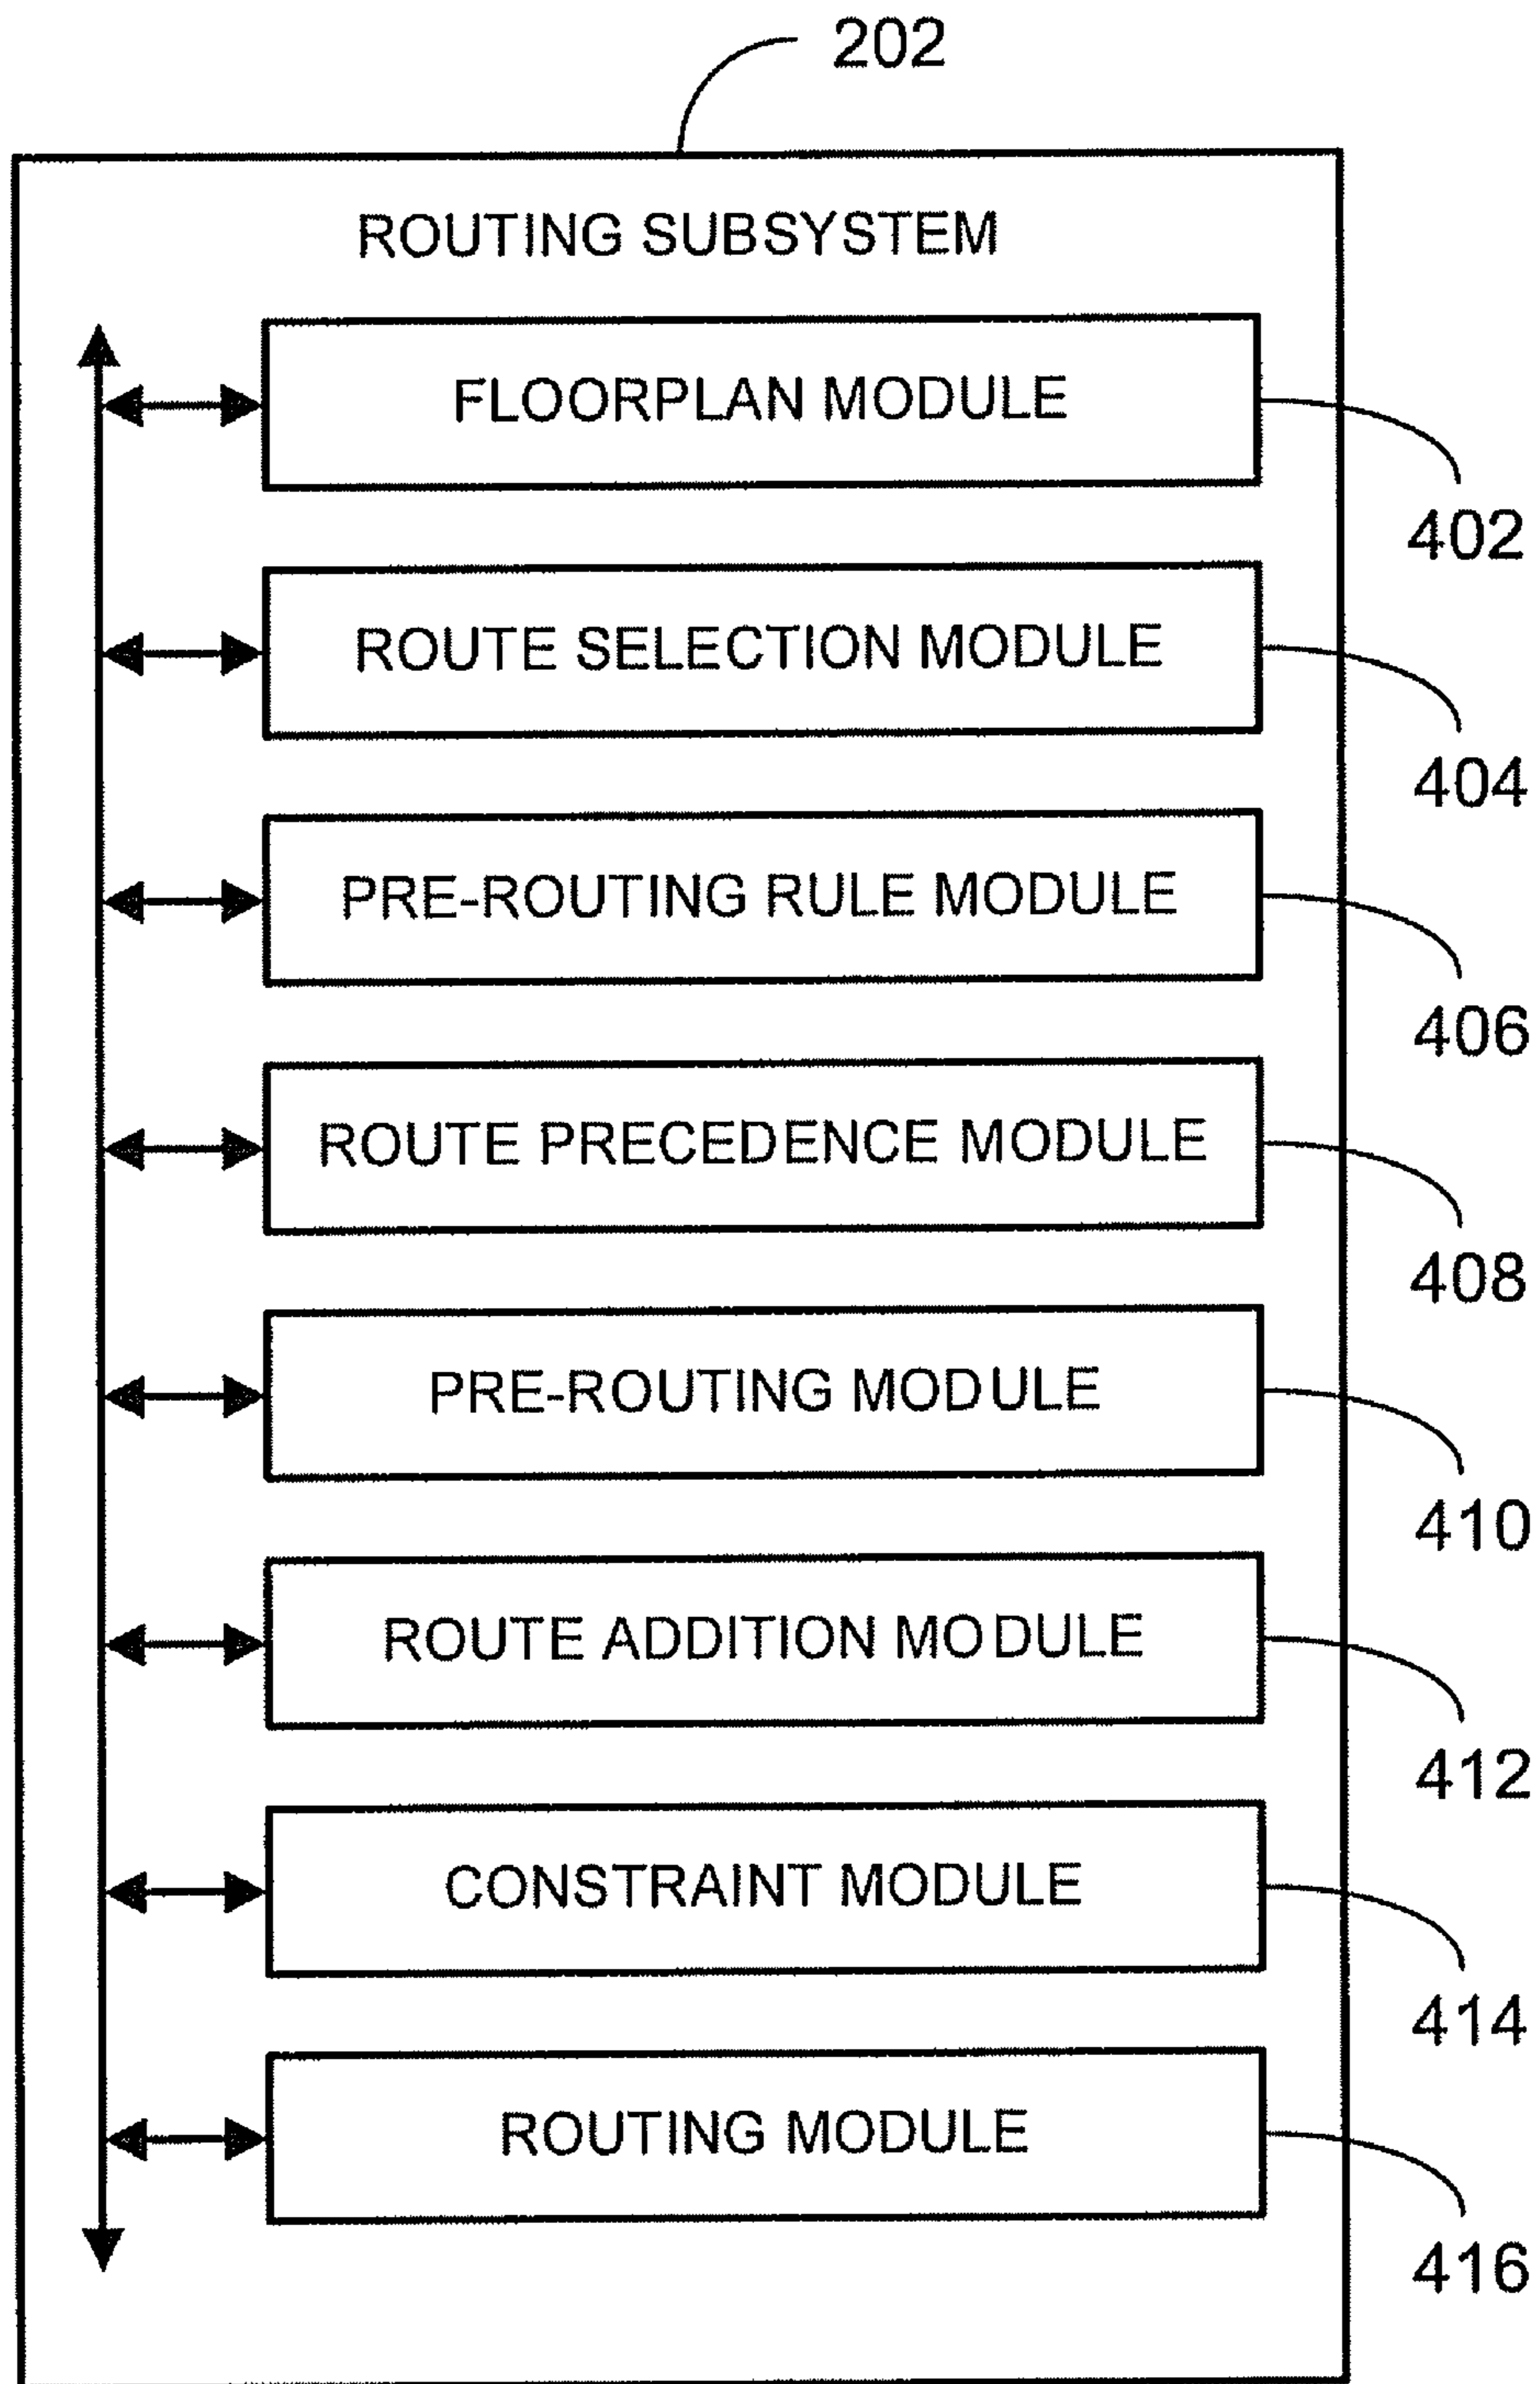 202
ROUTING SUBSYSTEM
FLOORPLAN MODULE
402
ROUTE SELECTION MODULE
404
PRE-ROUTING RULE MODULE
406
ROUTE PRECEDENCE MODULE
408
PRE-ROUTING MODULE
410
ROUTE ADDITION MODULE
412
CONSTRAINT MODULE
414
ROUTING MODULE
416